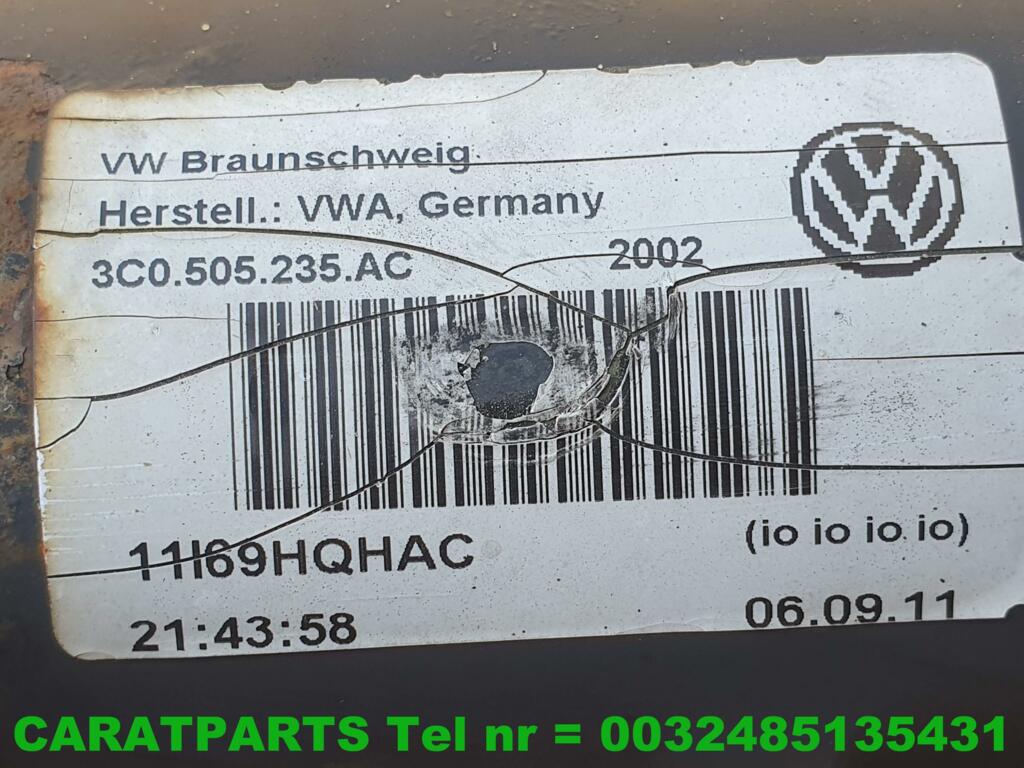 VW Braunschweig
Herstell.: VWA, Germany
3C0.505.235.AC 2002
11I69HQHAC (io io io io)
21:43:58 06.09.11
CARATPARTS Tel nr = 0032485135431